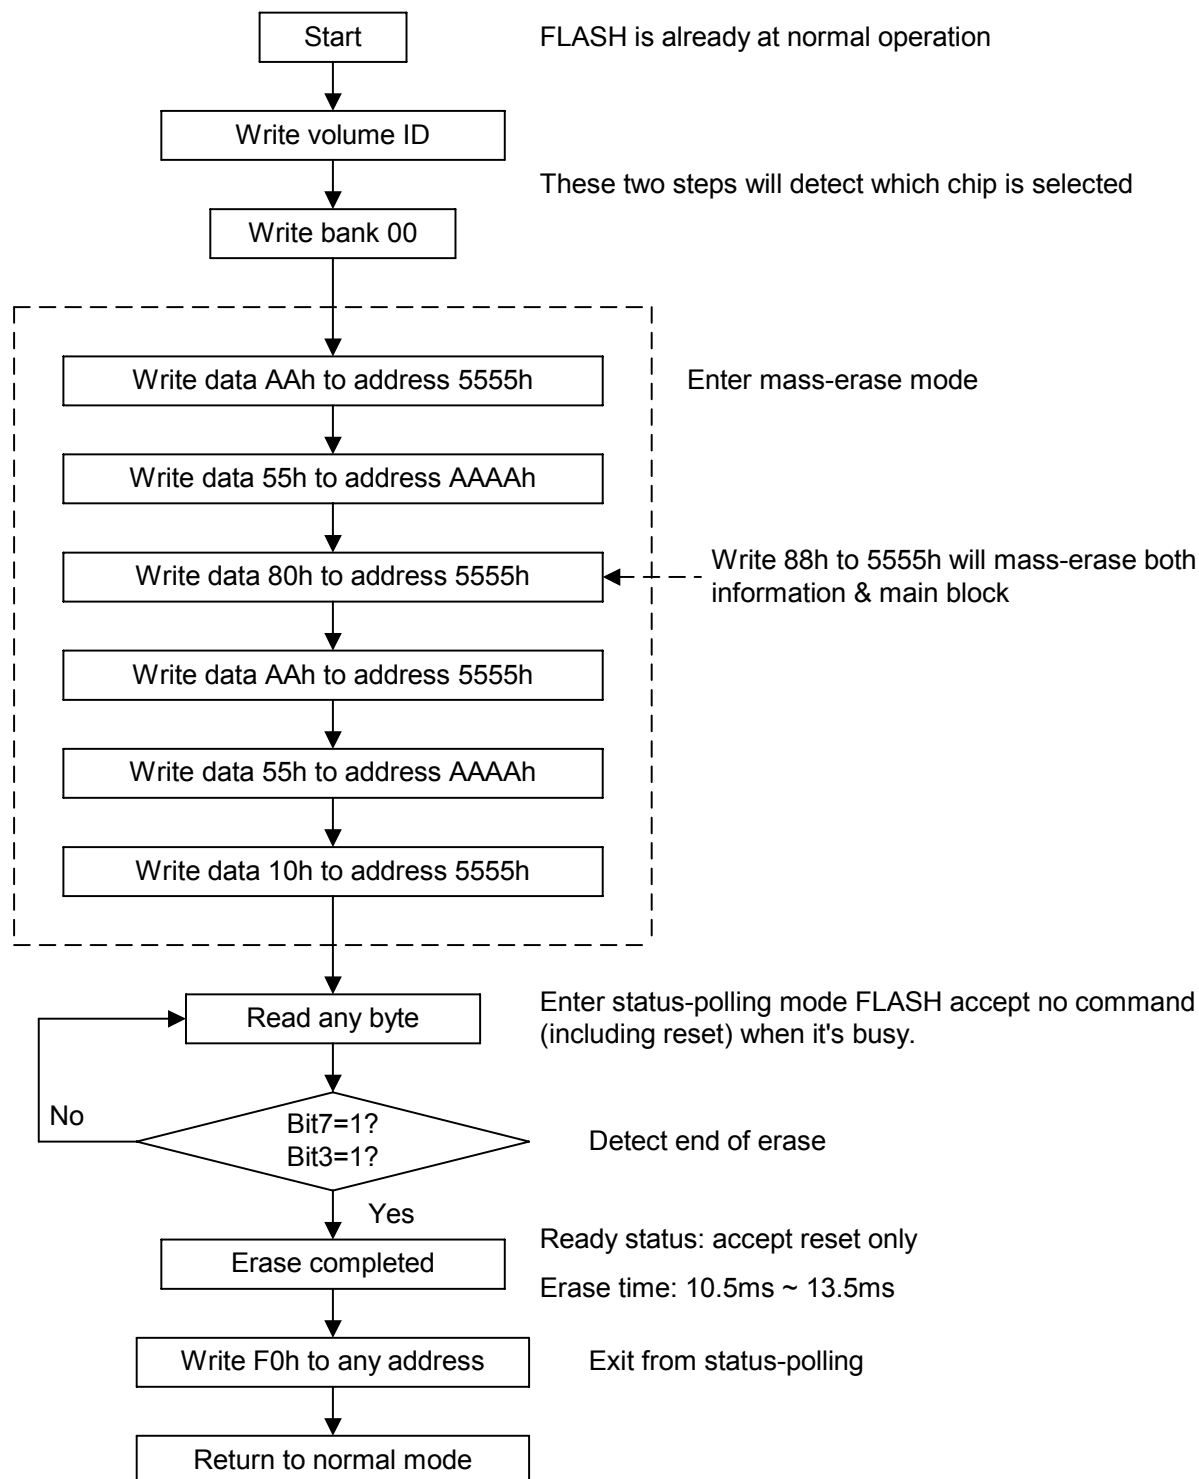 Start
FLASH is already at normal operation
Write volume ID
These two steps will detect which chip is selected
Write bank 00
Write data AAh to address 5555h
Enter mass-erase mode
Write data 55h to address AAAAh
Write data 80h to address 5555h
Write 88h to 5555h will mass-erase both
information & main block
Write data AAh to address 5555h
Write data 55h to address AAAAh
Write data 10h to address 5555h
Read any byte
Enter status-polling mode FLASH accept no command
(including reset) when it's busy.
No
Bit7=1?
Bit3=1?
Detect end of erase
Yes
Erase completed
Ready status: accept reset only
Erase time: 10.5ms ~ 13.5ms
Write F0h to any address
Exit from status-polling
Return to normal mode